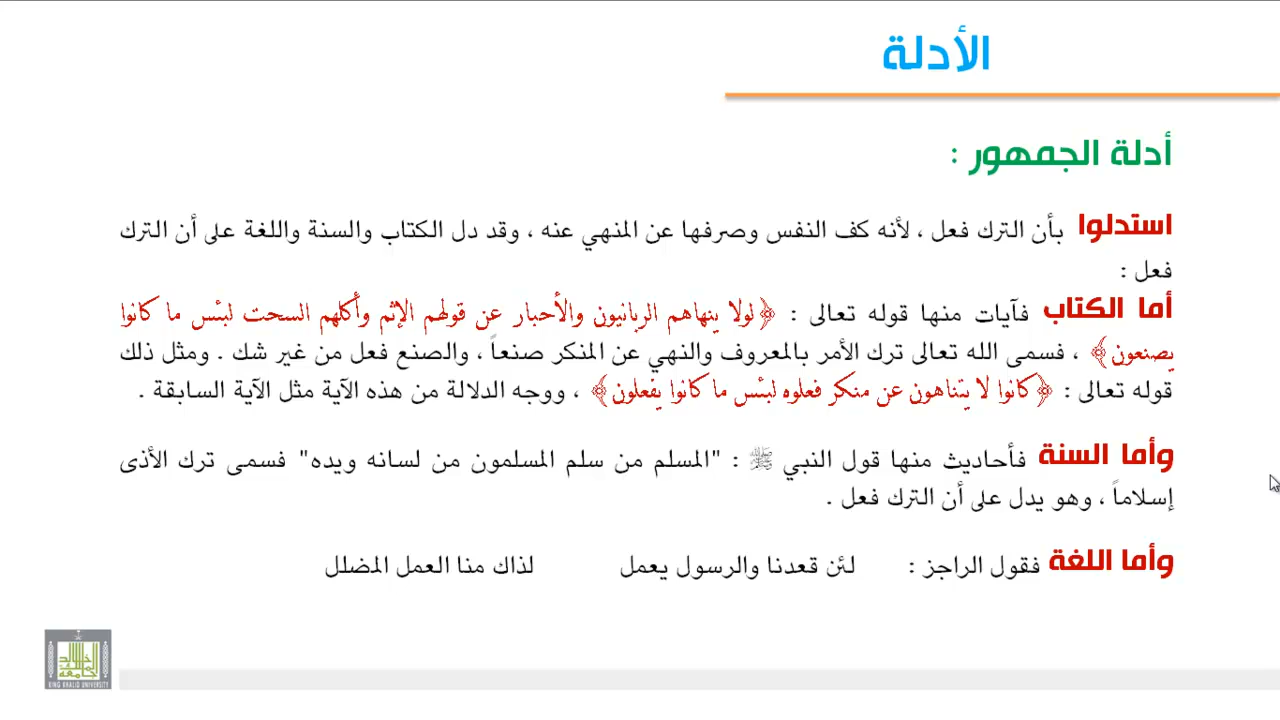 الأدلة
أدلة الجمهور :
استدلوا بأن الترك فعل ، لأنه كف النفس وصرفها عن المنهي عنه ، وقد دل الكتاب والسنة واللغة على أن الترك
فعل :
أما الكتاب فآيات منها قوله تعالى : ﴿لولا ينهاهم الربانيون والأحبار عن قولهم الإثم وأكلهم السحت لبئس ما كانوا
يصنعون﴾ ، فسمى الله تعالى ترك الأمر بالمعروف والنهي عن المنكر صنعاً ، والصنع فعل من غير شك . ومثل ذلك
قوله تعالى : ﴿كانوا لا يتناهون عن منكر فعلوه لبئس ما كانوا يفعلون﴾ ، ووجه الدلالة من هذه الآية مثل الآية السابقة .
وأما السنة فأحاديث منها قول النبي ﷺ : "المسلم من سلم المسلمون من لسانه ويده" فسمى ترك الأذى
إسلاماً ، وهو يدل على أن الترك فعل .
وأما اللغة فقول الراجز : لئن قعدنا والرسول يعمل لذاك منا العمل المضلل
جامعة الملك خالد
KING KHALID UNIVERSITY